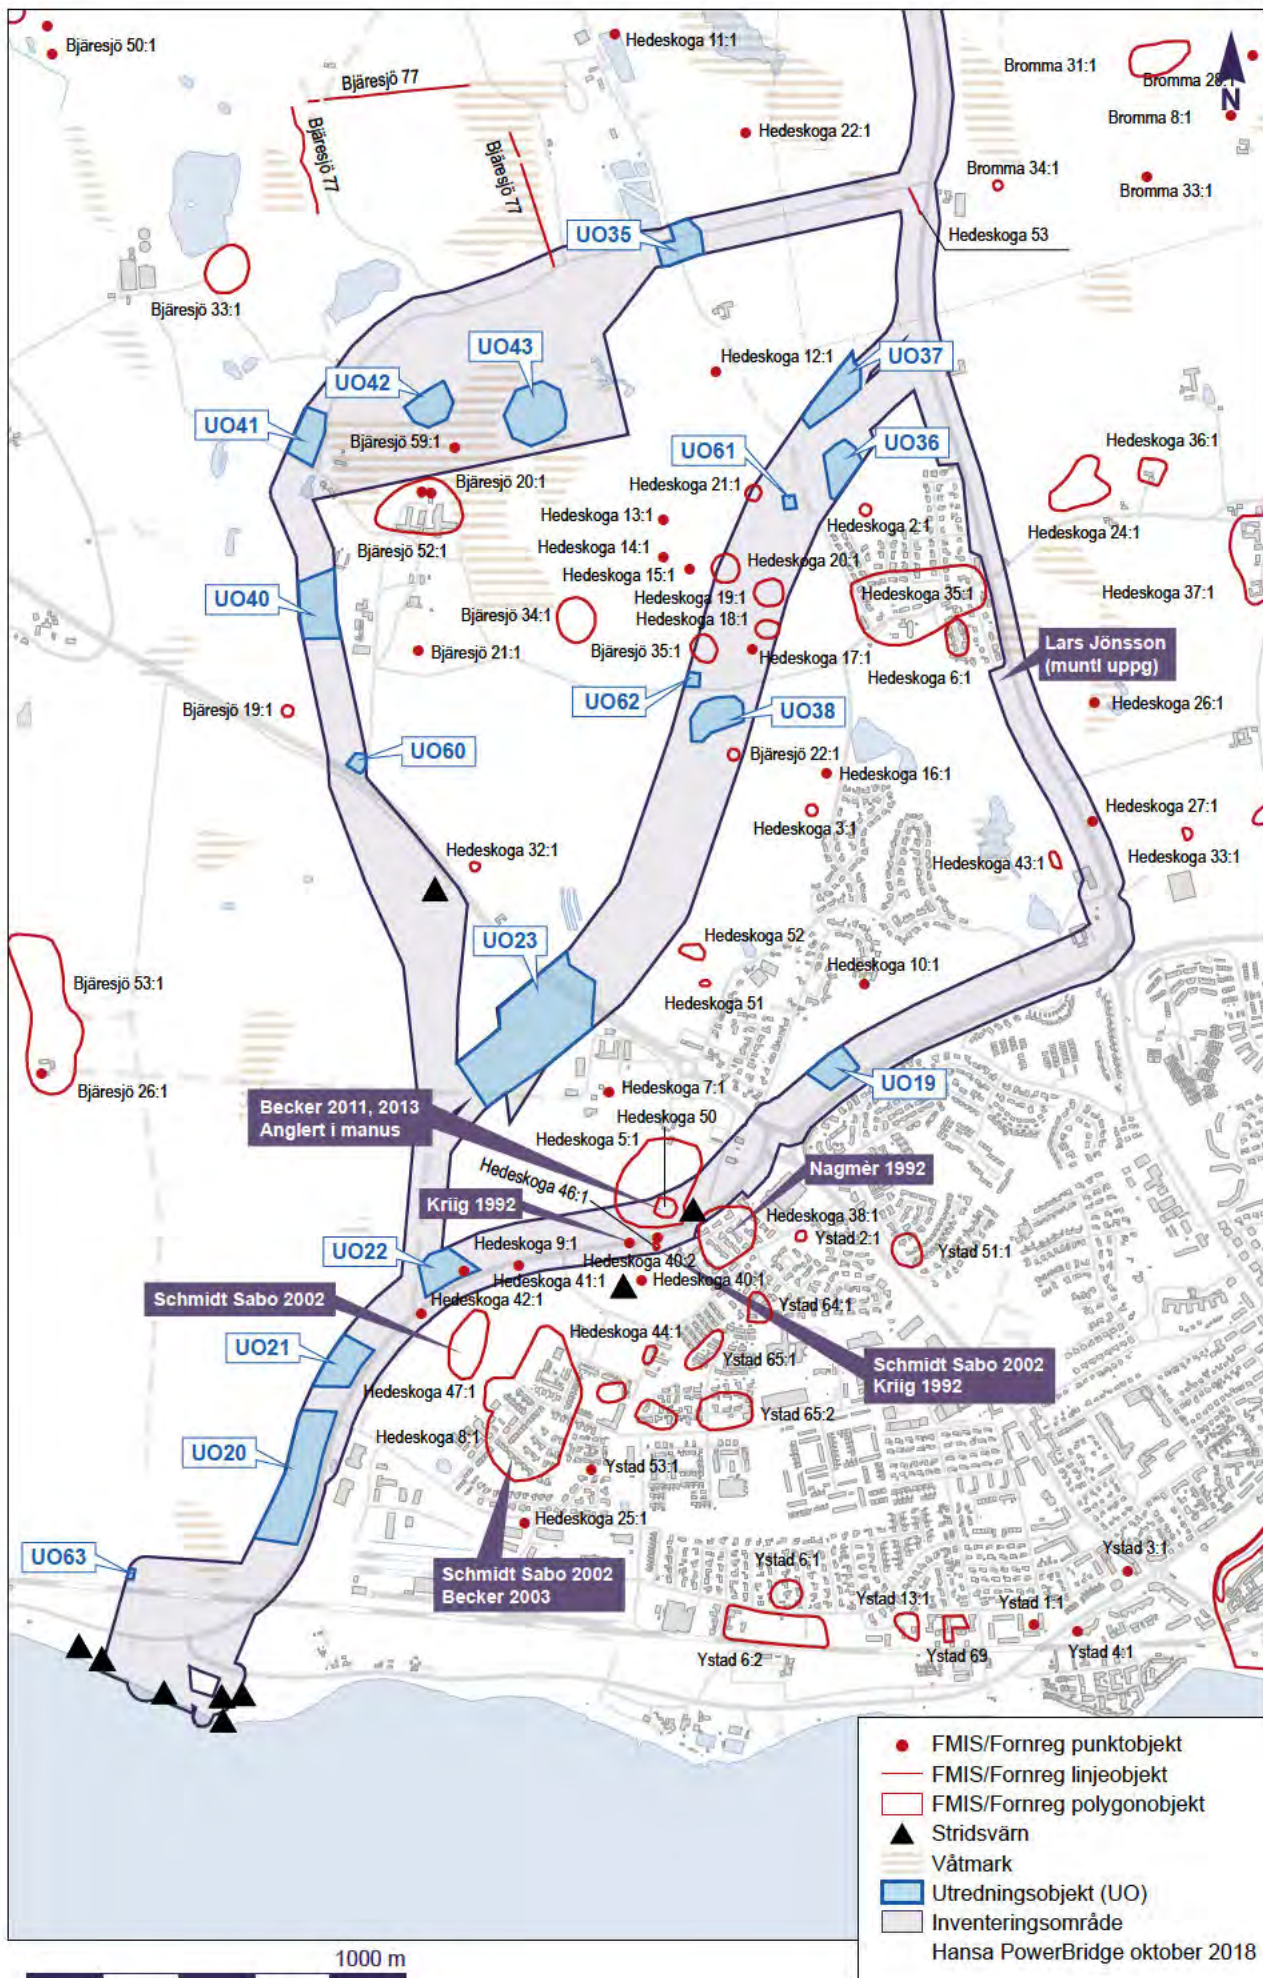 Bjäresjö 50:1
Hedeskoga 11:1
Bromma 31:1
Bromma 28:1
N
Bjäresjö 77
Bjäresjö 77
Bjäresjö 77
Hedeskoga 22:1
Bromma 8:1
Bromma 34:1
Bromma 33:1
UO35
Hedeskoga 53
Bjäresjö 33:1
UO43
UO42
UO41
Hedeskoga 12:1
UO37
Bjäresjö 59:1
UO61
UO36
Hedeskoga 36:1
Bjäresjö 20:1
Hedeskoga 21:1
Hedeskoga 13:1
Hedeskoga 2:1
Hedeskoga 24:1
Bjäresjö 52:1
Hedeskoga 14:1
Hedeskoga 20:1
Hedeskoga 15:1
UO40
Hedeskoga 19:1
Hedeskoga 35:1
Hedeskoga 37:1
Bjäresjö 34:1
Hedeskoga 18:1
Bjäresjö 21:1
Bjäresjö 35:1
Hedeskoga 17:1
Hedeskoga 6:1
Lars Jönsson
(muntl uppg)
UO62
UO38
Hedeskoga 26:1
Bjäresjö 19:1
UO60
Bjäresjö 22:1
Hedeskoga 16:1
Hedeskoga 27:1
Hedeskoga 3:1
Hedeskoga 32:1
Hedeskoga 43:1
Hedeskoga 33:1
UO23
Hedeskoga 52
Hedeskoga 10:1
Bjäresjö 53:1
Hedeskoga 51
Bjäresjö 26:1
Hedeskoga 7:1
UO19
Becker 2011, 2013
Anglert i manus
Hedeskoga 50
Hedeskoga 5:1
Hedeskoga 46:1
Nagmèr 1992
Kriig 1992
Hedeskoga 38:1
UO22
Hedeskoga 9:1
Ystad 2:1
Ystad 51:1
Hedeskoga 40:2
Hedeskoga 41:1
Hedeskoga 40:1
Schmidt Sabo 2002
Hedeskoga 42:1
Ystad 64:1
UO21
Hedeskoga 44:1
Ystad 65:1
Schmidt Sabo 2002
Kriig 1992
Hedeskoga 47:1
Ystad 65:2
Hedeskoga 8:1
UO20
Ystad 53:1
Hedeskoga 25:1
UO63
Schmidt Sabo 2002
Becker 2003
Ystad 6:1
Ystad 3:1
Ystad 13:1
Ystad 1:1
Ystad 6:2
Ystad 69
Ystad 4:1
FMIS/Fornreg punktobjekt
FMIS/Fornreg linjeobjekt
FMIS/Fornreg polygonobjekt
Stridsvärn
Våtmark
Utredningsobjekt (UO)
Inventeringsområde
Hansa PowerBridge oktober 2018
1000 m